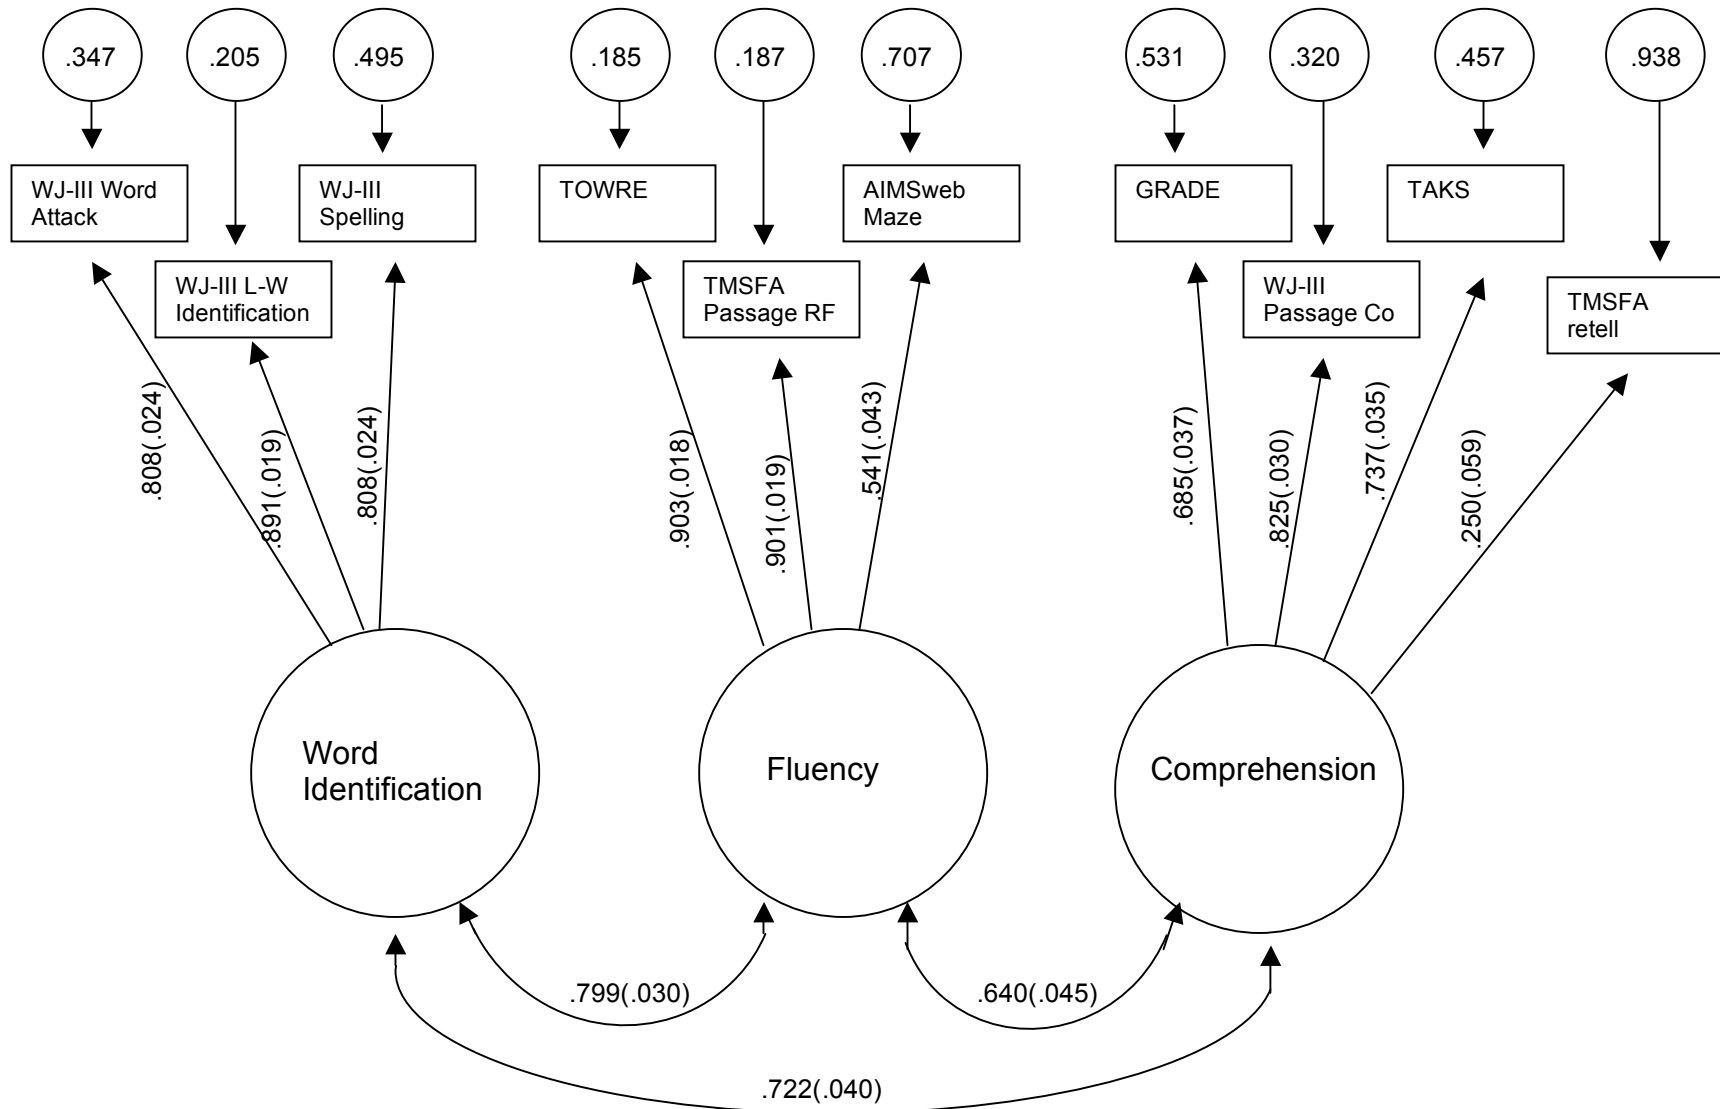 .347
.205
.495
.185
.187
.707
.531
.320
.457
.938
WJ-III Word
Attack
WJ-III
Spelling
TOWRE
AIMSweb
Maze
GRADE
TAKS
WJ-III L-W
Identification
TMSFA
Passage RF
WJ-III
Passage Co
TMSFA
retell
.808(.024)
.891(.019)
.808(.024)
.903(.018)
.901(.019)
.541(.043)
.685(.037)
.825(.030)
.737(.035)
.250(.059)
Word
Identification
Fluency
Comprehension
.799(.030)
.640(.045)
.722(.040)